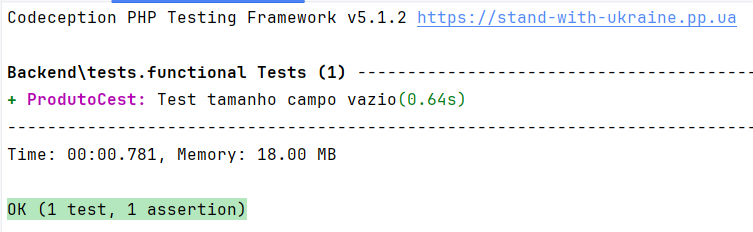 Codeception PHP Testing Framework v5.1.2 https://stand-with-ukraine.pp.ua
Backend\tests.functional Tests (1) ----------------------------------------
+ ProdutoCest: Test tamanho campo vazio(0.64s)
---------------------------------------------------------------------------
Time: 00:00.781, Memory: 18.00 MB
OK (1 test, 1 assertion)